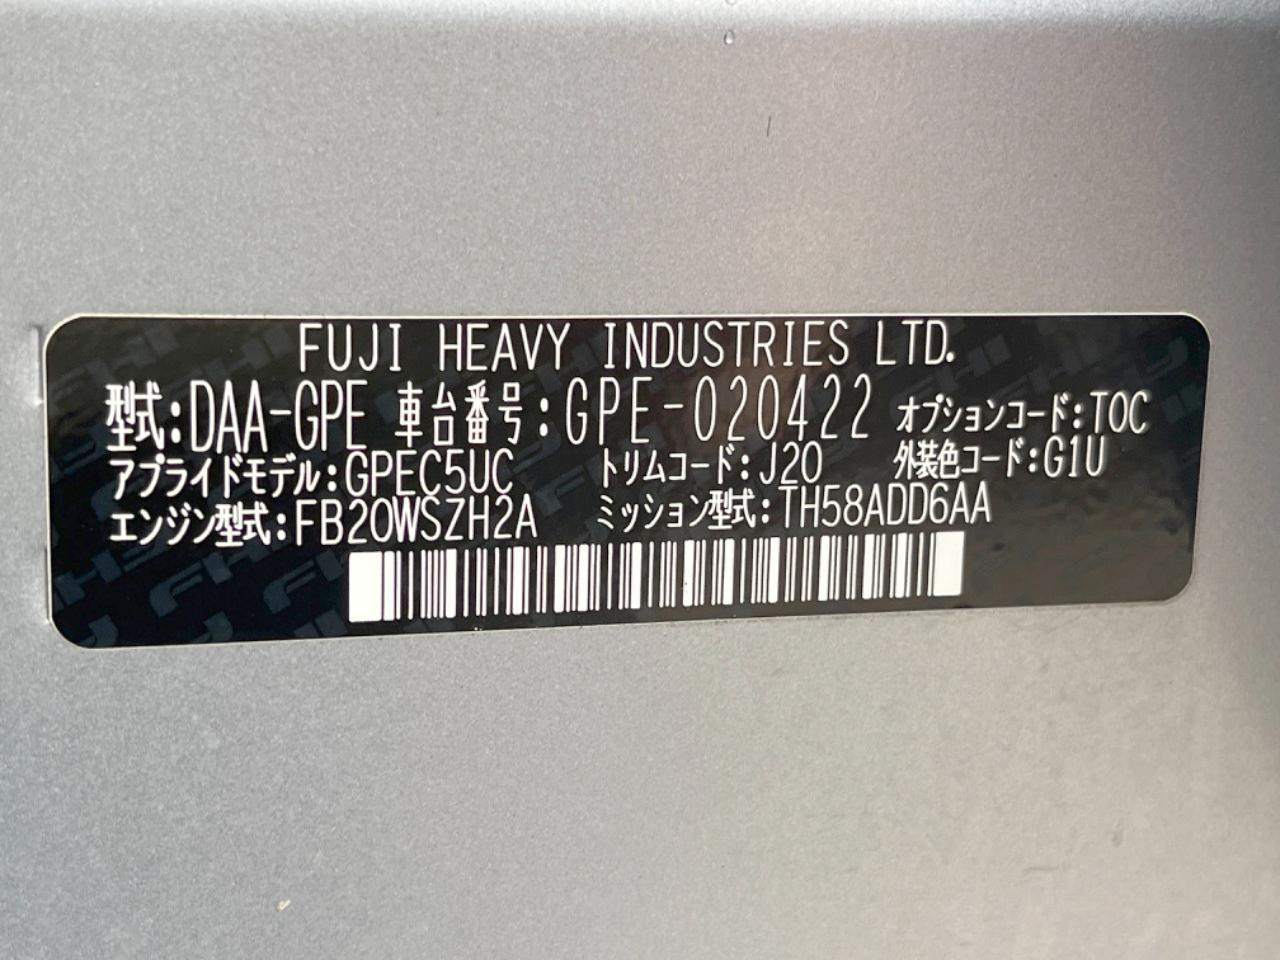 FUJI HEAVY INDUSTRIES LTD.
型式:DAA-GPE 車台番号:GPE-020422 オプションコード:TOC
アプライドモデル:GPEC5UC トリムコード:J20 外装色コード:G1U
エンジン型式:FB20WSZH2A ミッション型式:TH58ADD6AA